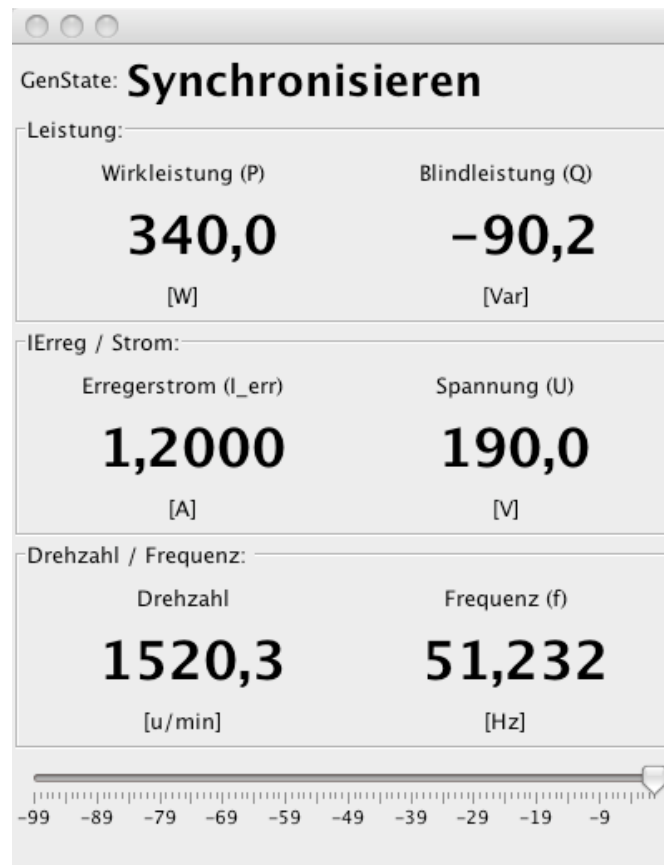 GenState: Synchronisieren
Leistung:
Wirkleistung (P) Blindleistung (Q)
340,0 -90,2
[W] [Var]
IErreg / Strom:
Erregerstrom (I_err) Spannung (U)
1,2000 190,0
[A] [V]
Drehzahl / Frequenz:
Drehzahl Frequenz (f)
1520,3 51,232
[u/min] [Hz]
-99 -89 -79 -69 -59 -49 -39 -29 -19 -9